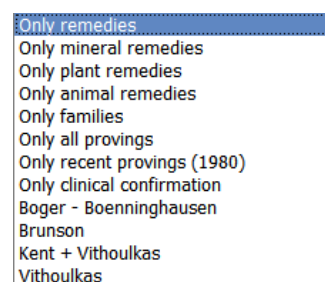 Only remedies
Only mineral remedies
Only plant remedies
Only animal remedies
Only families
Only all provings
Only recent provings (1980)
Only clinical confirmation
Boger - Boenninghausen
Brunson
Kent + Vithoulkas
Vithoulkas